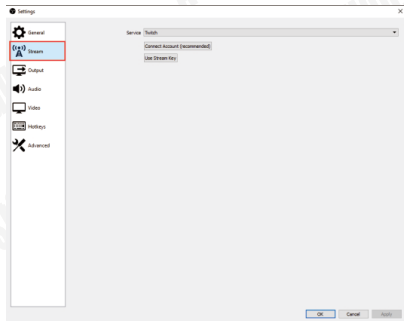 Settings
General
Stream
Output
Audio
Video
Hotkeys
Advanced
Service Twitch
Connect Account (recommended)
Use Stream Key
OK Cancel Apply